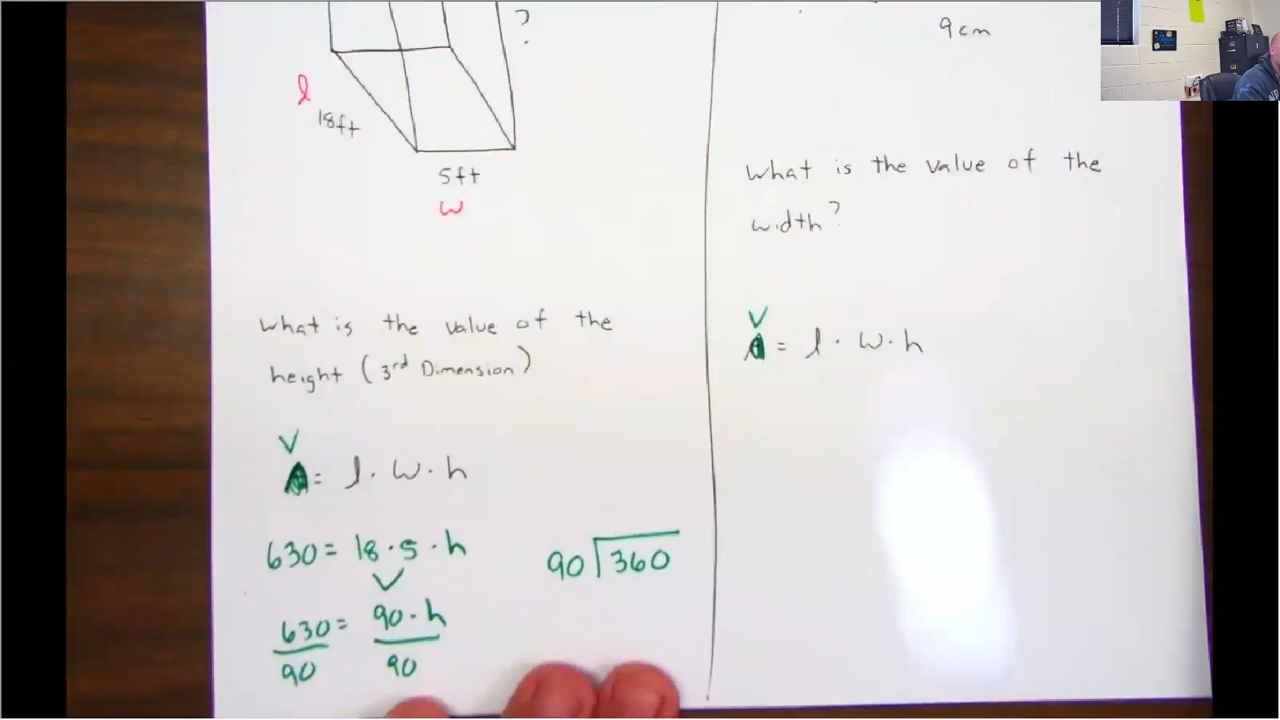 ?
l
18ft
5ft
w
What is the value of the
height (3rd Dimension)
V
= l · w · h
630 = 18 · 5 · h
630 = 90 · h
90 90
90 360
9cm
What is the value of the
width?
V
= l · w · h